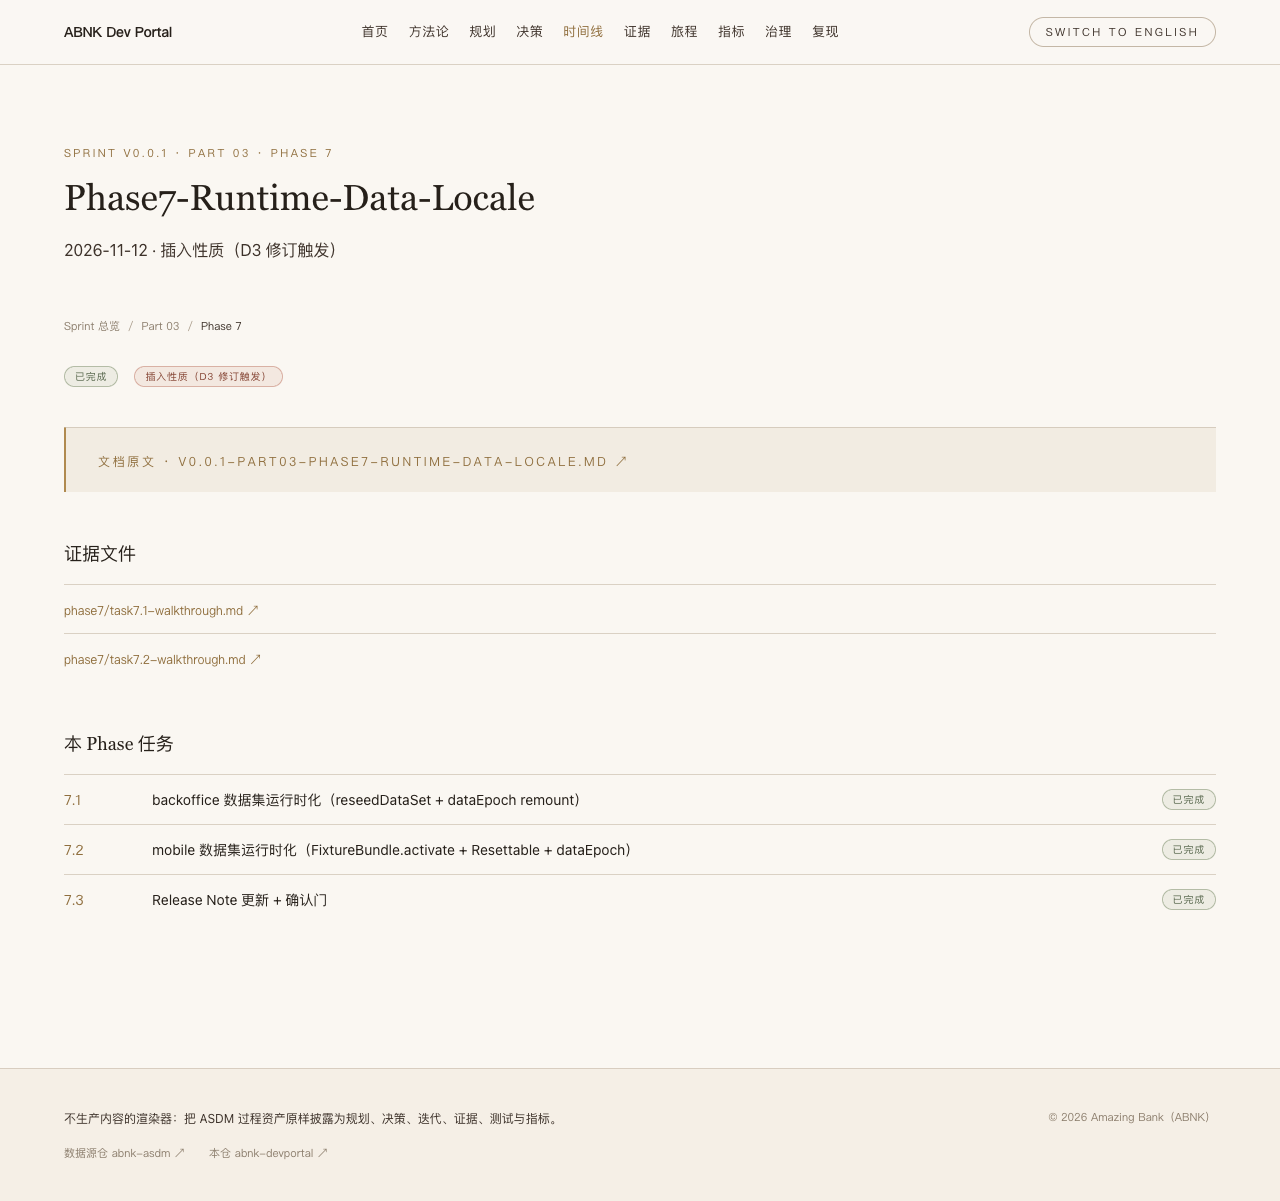 ABNK Dev Portal
首页 方法论 规划 决策 时间线 证据 旅程 指标 治理 复现
SWITCH TO ENGLISH
SPRINT V0.0.1 · PART 03 · PHASE 7
Phase7-Runtime-Data-Locale
2026-11-12 · 插入性质（D3 修订触发）
Sprint 总览 / Part 03 / Phase 7
已完成 插入性质（D3 修订触发）
文档原文 · V0.0.1-PART03-PHASE7-RUNTIME-DATA-LOCALE.MD ↗
证据文件
phase7/task7.1-walkthrough.md ↗
phase7/task7.2-walkthrough.md ↗
本 Phase 任务
7.1 backoffice 数据集运行时化（reseedDataSet + dataEpoch remount） 已完成
7.2 mobile 数据集运行时化（FixtureBundle.activate + Resettable + dataEpoch） 已完成
7.3 Release Note 更新 + 确认门 已完成
不生产内容的渲染器：把 ASDM 过程资产原样披露为规划、决策、迭代、证据、测试与指标。
© 2026 Amazing Bank（ABNK）
数据源仓 abnk-asdm ↗ 本仓 abnk-devportal ↗